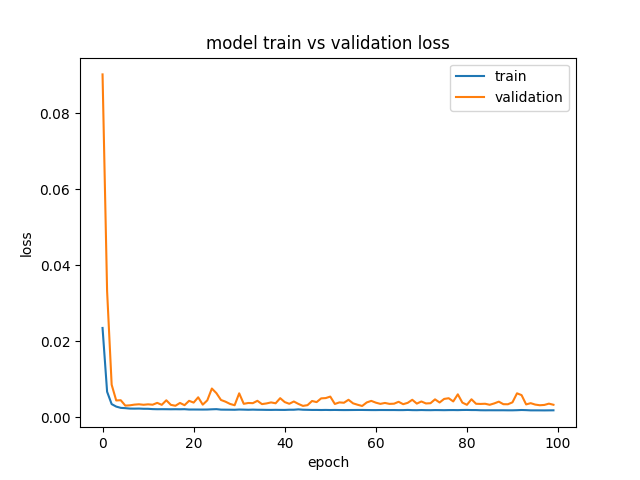 model train vs validation loss
train
validation
loss
0.08
0.06
0.04
0.02
0.00
0 20 40 60 80 100
epoch